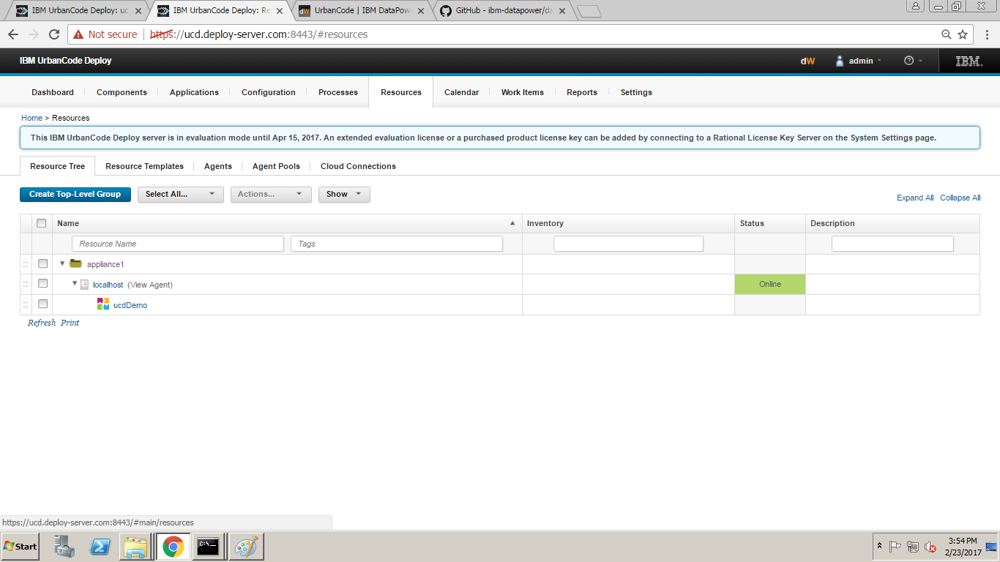 IBM UrbanCode Deploy: uc
IBM UrbanCode Deploy: Re
dW UrbanCode | IBM DataPowe
GitHub - ibm-datapower/da
Not secure https://ucd.deploy-server.com:8443/#resources
IBM UrbanCode Deploy dW admin IBM
Dashboard Components Applications Configuration Processes Resources Calendar Work Items Reports Settings
Home > Resources
This IBM UrbanCode Deploy server is in evaluation mode until Apr 15, 2017. An extended evaluation license or a purchased product license key can be added by connecting to a Rational License Key Server on the System Settings page.
Resource Tree Resource Templates Agents Agent Pools Cloud Connections
Create Top-Level Group Select All... Actions... Show
Expand All Collapse All
Name Inventory Status Description
Resource Name Tags
appliance1
localhost (View Agent) Online
ucdDemo
Refresh Print
https://ucd.deploy-server.com:8443/#main/resources
Start C:\. 3:54 PM
2/23/2017